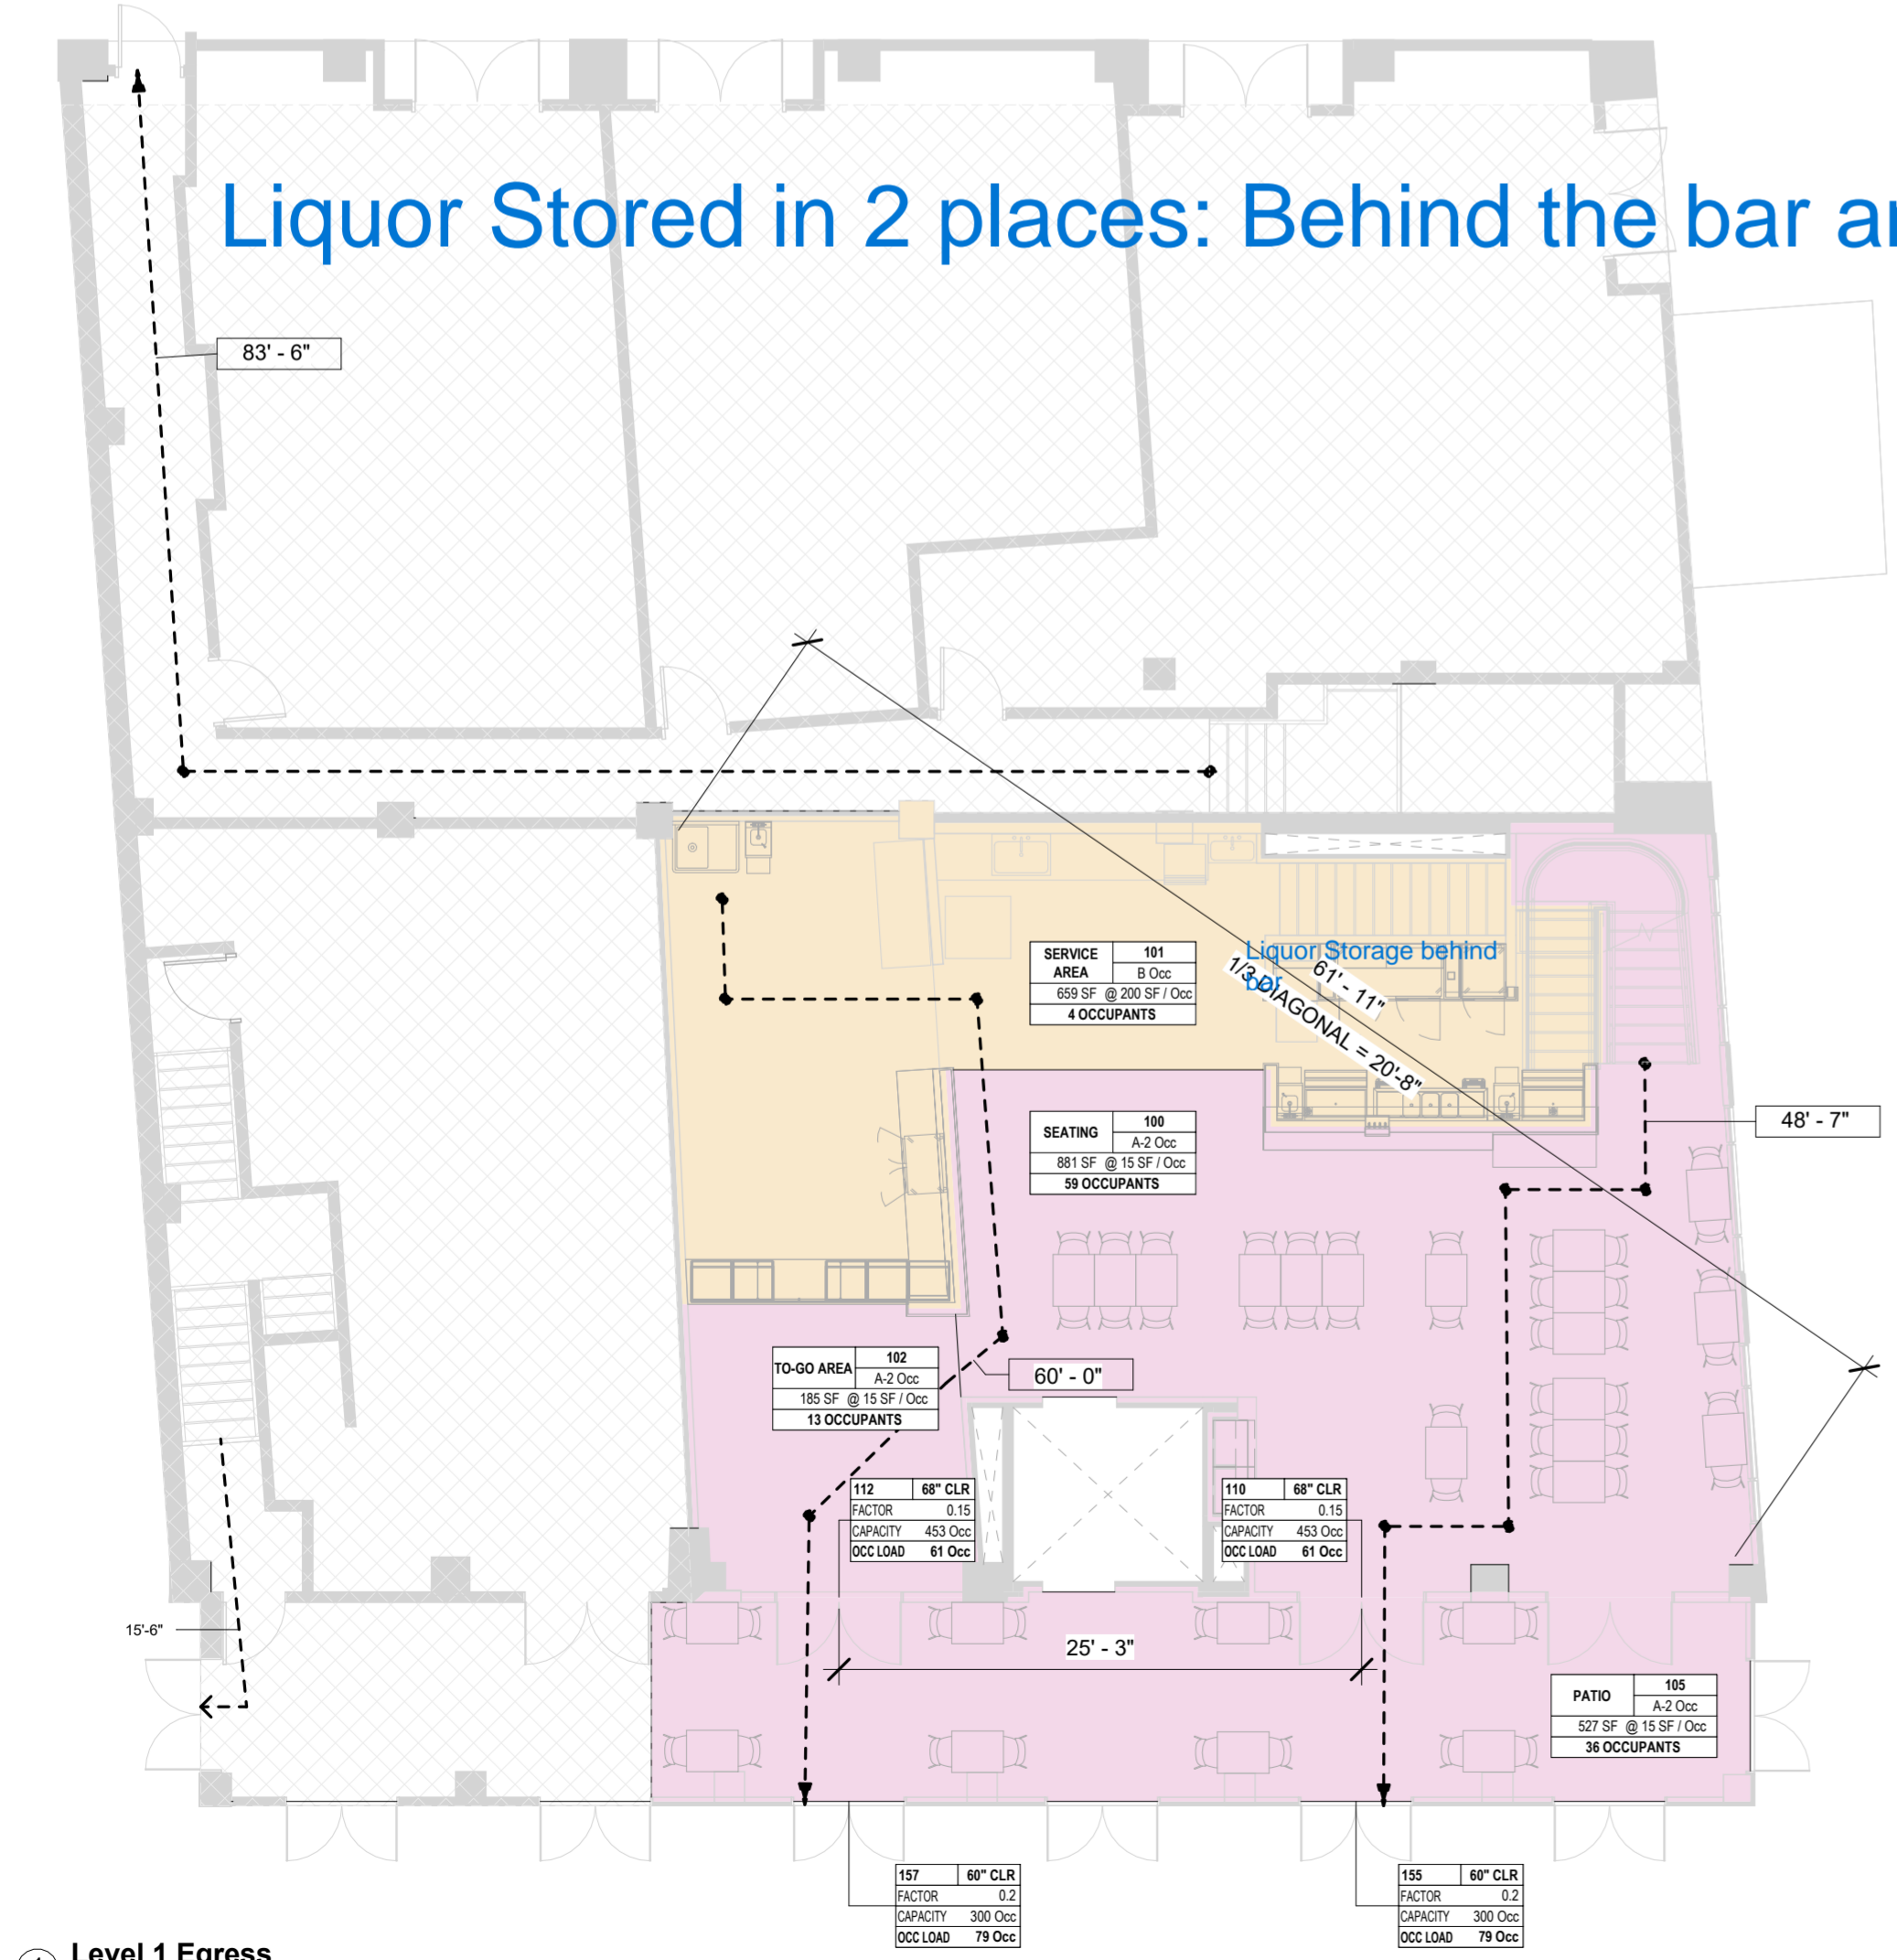 Liquor Stored in 2 places: Behind the bar
83' - 6"
SERVICE AREA 101
B Occ
659 SF @ 200 SF / Occ
4 OCCUPANTS
Liquor Storage behind
bar
61' - 11"
1/3 DIAGONAL = 20'-8"
SEATING 100
A-2 Occ
881 SF @ 15 SF / Occ
59 OCCUPANTS
48' - 7"
TO-GO AREA 102
A-2 Occ
185 SF @ 15 SF / Occ
13 OCCUPANTS
60' - 0"
112 68" CLR
FACTOR 0.15
CAPACITY 453 Occ
OCC LOAD 61 Occ
110 68" CLR
FACTOR 0.15
CAPACITY 453 Occ
OCC LOAD 61 Occ
15'-6"
25' - 3"
PATIO 105
A-2 Occ
527 SF @ 15 SF / Occ
36 OCCUPANTS
157 60" CLR
FACTOR 0.2
CAPACITY 300 Occ
OCC LOAD 79 Occ
155 60" CLR
FACTOR 0.2
CAPACITY 300 Occ
OCC LOAD 79 Occ
Level 1 Egress